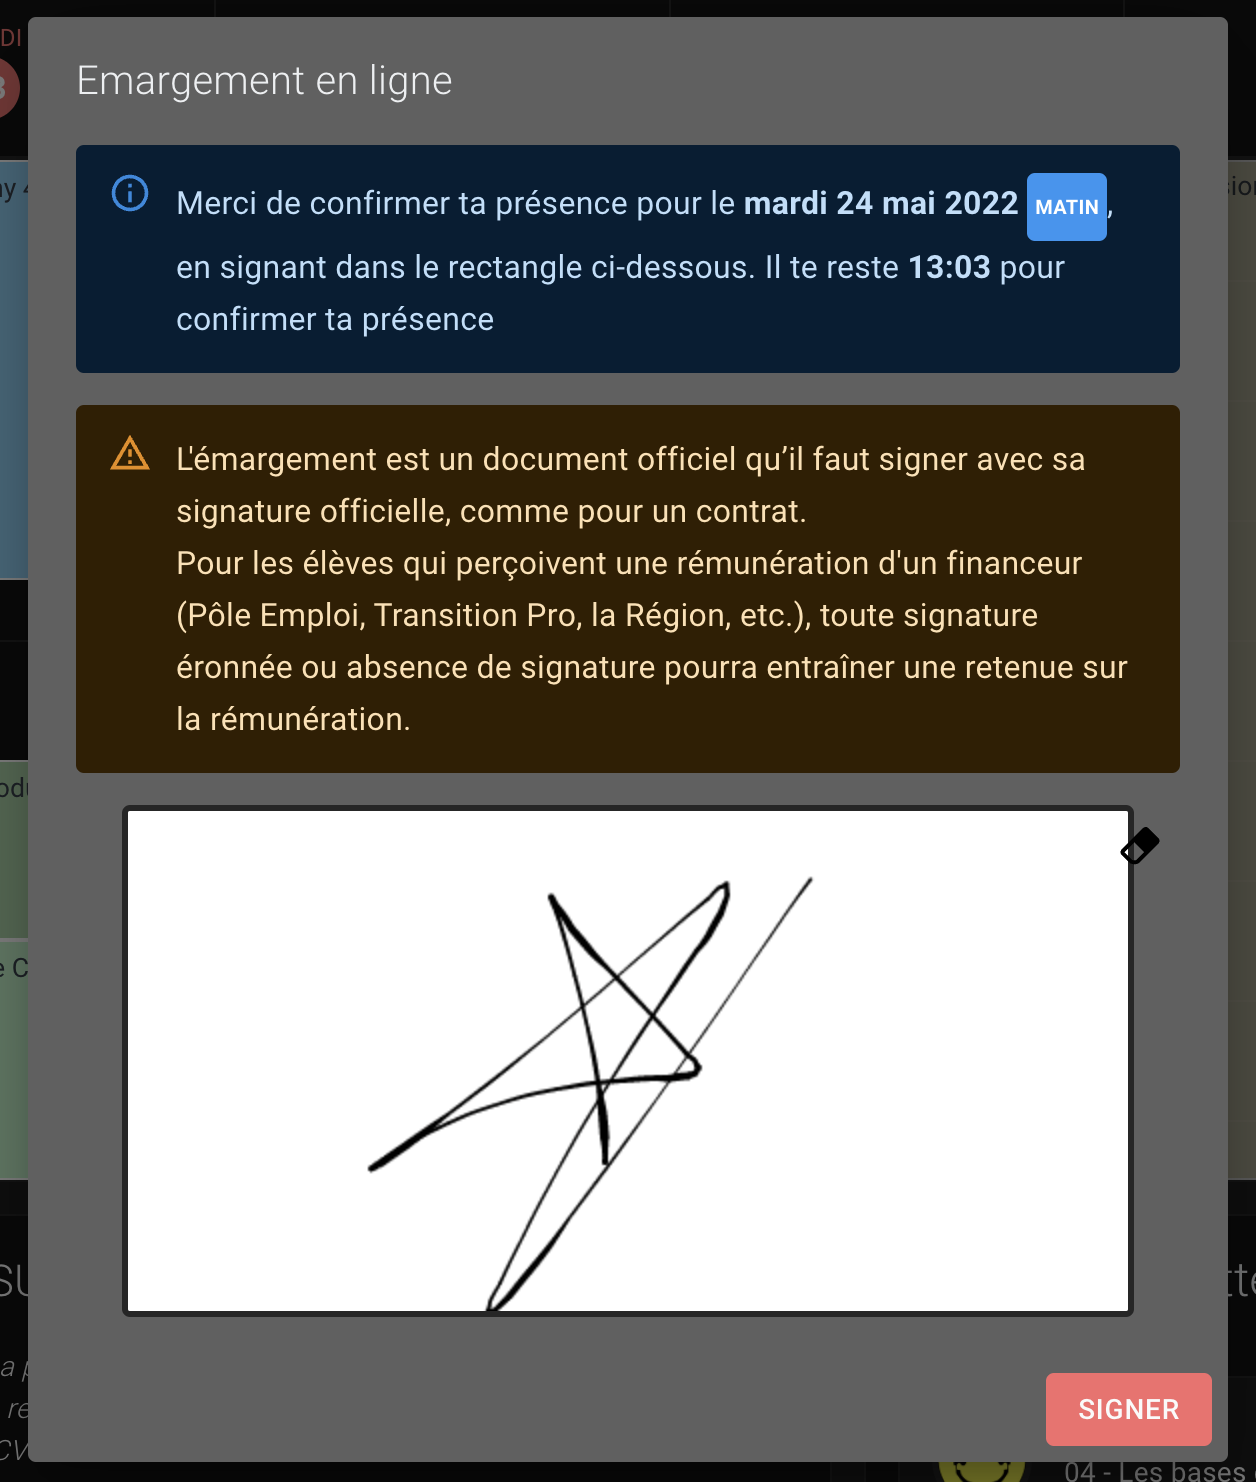 DI
Emargement en ligne
Merci de confirmer ta présence pour le mardi 24 mai 2022 MATIN,
en signant dans le rectangle ci-dessous. Il te reste 13:03 pour
confirmer ta présence
L'émargement est un document officiel qu’il faut signer avec sa
signature officielle, comme pour un contrat.
Pour les élèves qui perçoivent une rémunération d'un financeur
(Pôle Emploi, Transition Pro, la Région, etc.), toute signature
éronnée ou absence de signature pourra entraîner une retenue sur
la rémunération.
SIGNER
04 - Les bases